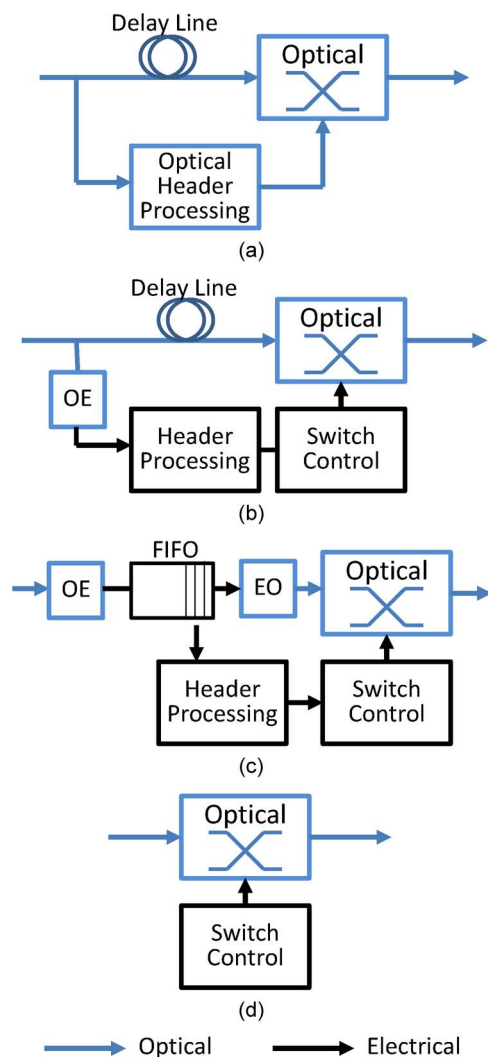 Delay Line
Optical
Optical
Header
Processing
(a)
Delay Line
Optical
OE
Header
Processing
Switch
Control
(b)
FIFO
OE
EO
Optical
Header
Processing
Switch
Control
(c)
Optical
Switch
Control
(d)
Optical
Electrical